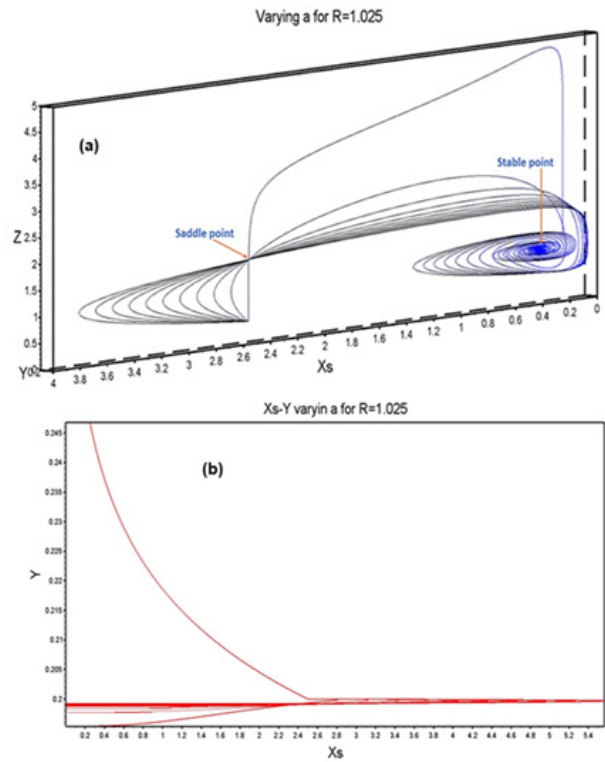 Varying a for R=1.025
(a)
Stable point
Saddle point
Z
5
4.5
4
3.5
3
2.5
2
1.5
1
0.5
0
Y0.2
4 3.8 3.6 3.4 3.2 3 2.8 2.6 2.4 2.2 2 1.8 1.6 1.4 1.2 1 0.8 0.6 0.4 0.2 0
Xs
Xs-Y varyin a for R=1.025
(b)
Y
0.245
0.24
0.235
0.23
0.225
0.22
0.215
0.21
0.205
0.2
0.2 0.4 0.6 0.8 1 1.2 1.4 1.6 1.8 2 2.2 2.4 2.6 2.8 3 3.2 3.4 3.6 3.8 4 4.2 4.4 4.6 4.8 5 5.2 5.4
Xs